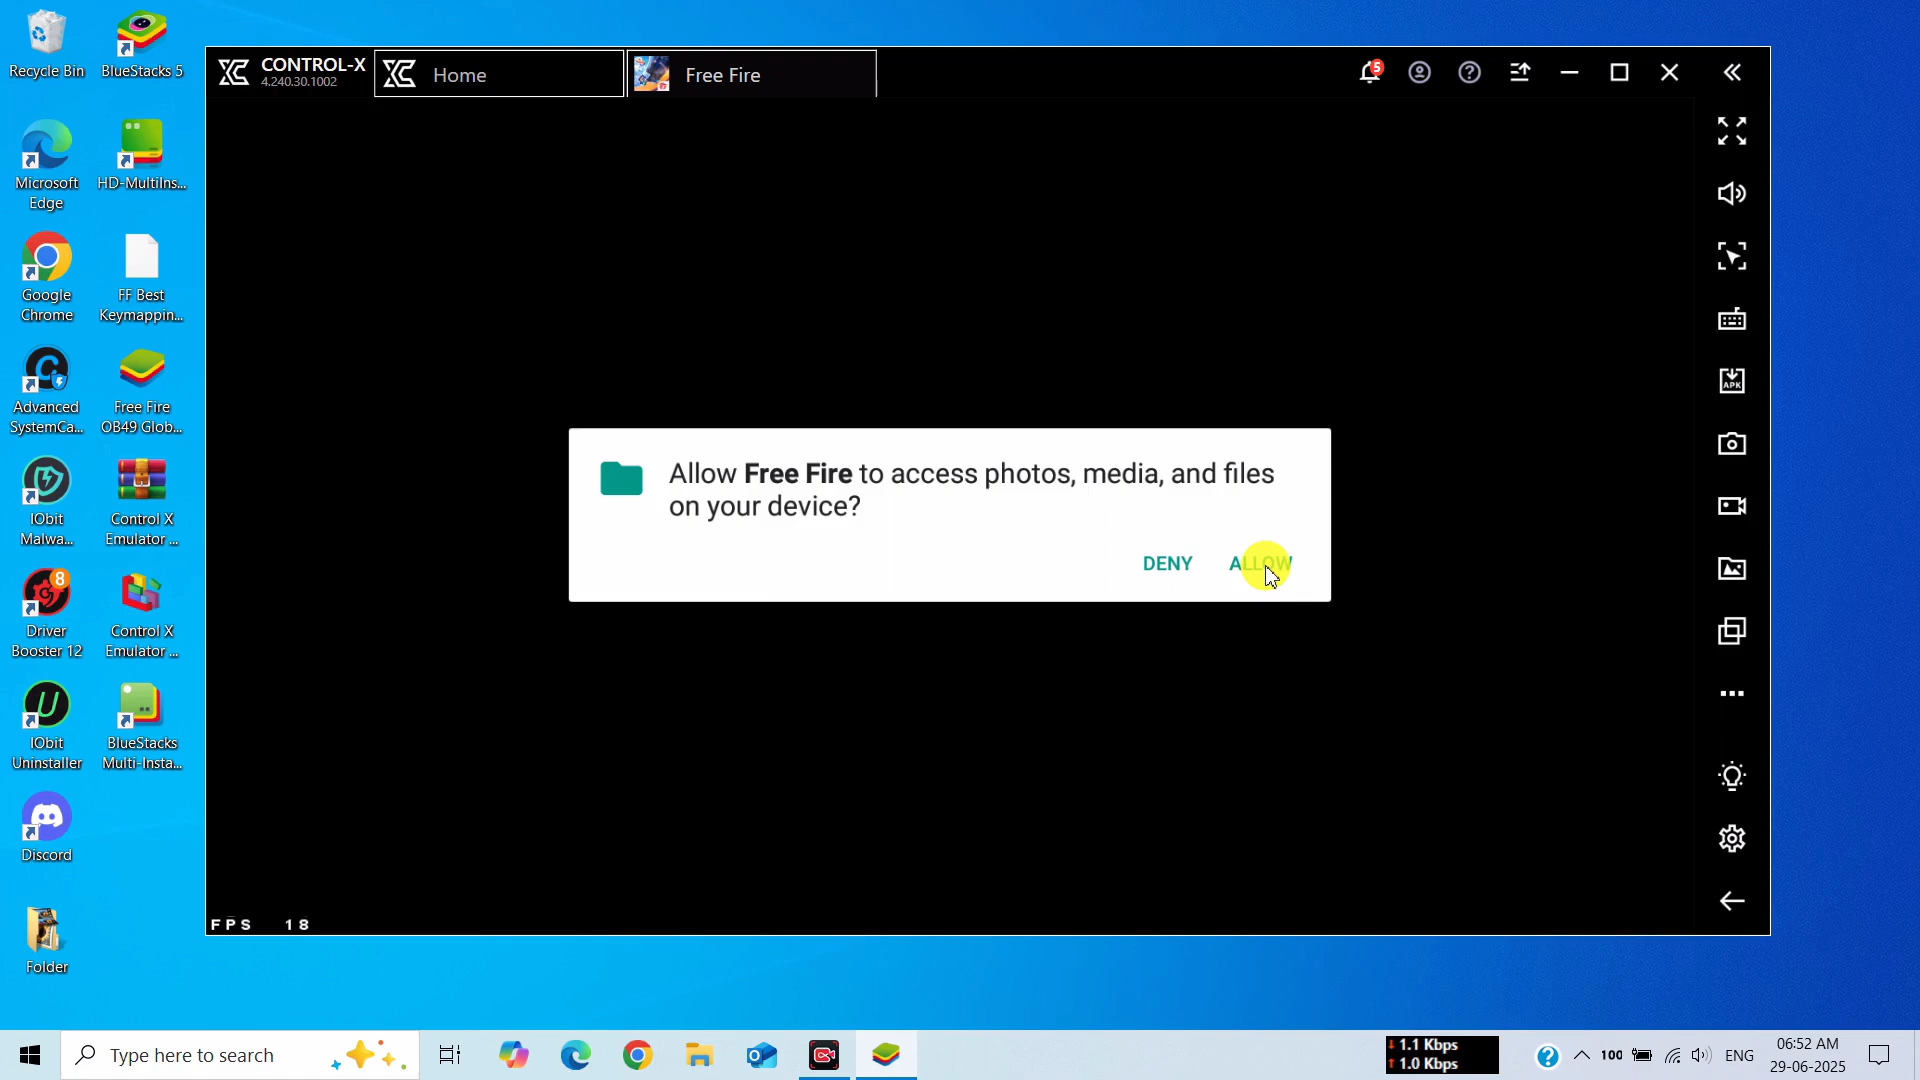 Recycle Bin
BlueStacks 5
Microsoft
Edge
HD-MultiIns...
Google
Chrome
FF Best
Keymappin...
Advanced
SystemCa...
Free Fire
OB49 Glob...
IObit
Malwa...
Control X
Emulator ...
8
Driver
Booster 12
Control X
Emulator ...
IObit
Uninstaller
BlueStacks
Multi-Insta...
Discord
Folder
CONTROL-X
4.240.30.1002
Home
Free Fire
5
APK
Allow Free Fire to access photos, media, and files
on your device?
DENY
ALLOW
FPS 18
Type here to search
1.1 Kbps
1.0 Kbps
100
ENG
06:52 AM
29-06-2025